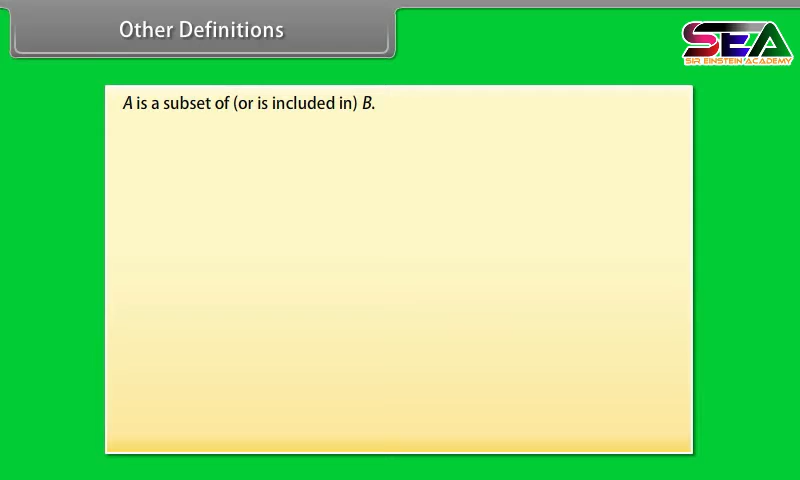 Other Definitions
SEA
SIR EINSTEIN ACADEMY
A is a subset of (or is included in) B.